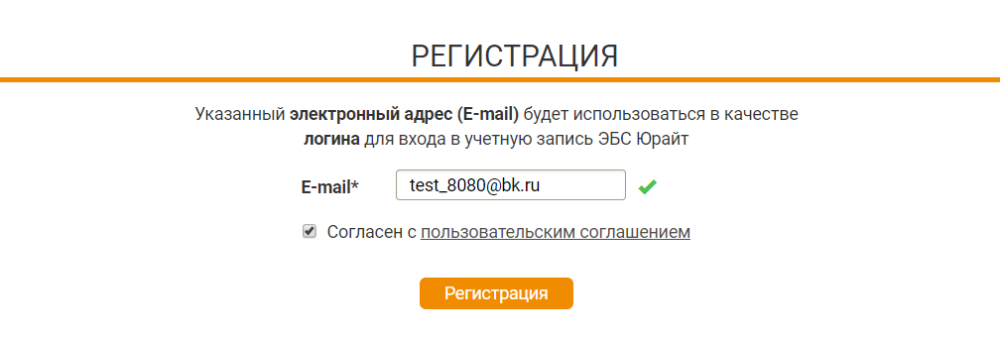 РЕГИСТРАЦИЯ
Указанный электронный адрес (E-mail) будет использоваться в качестве
логина для входа в учетную запись ЭБС Юрайт
E-mail* test_8080@bk.ru
Согласен с пользовательским соглашением
Регистрация